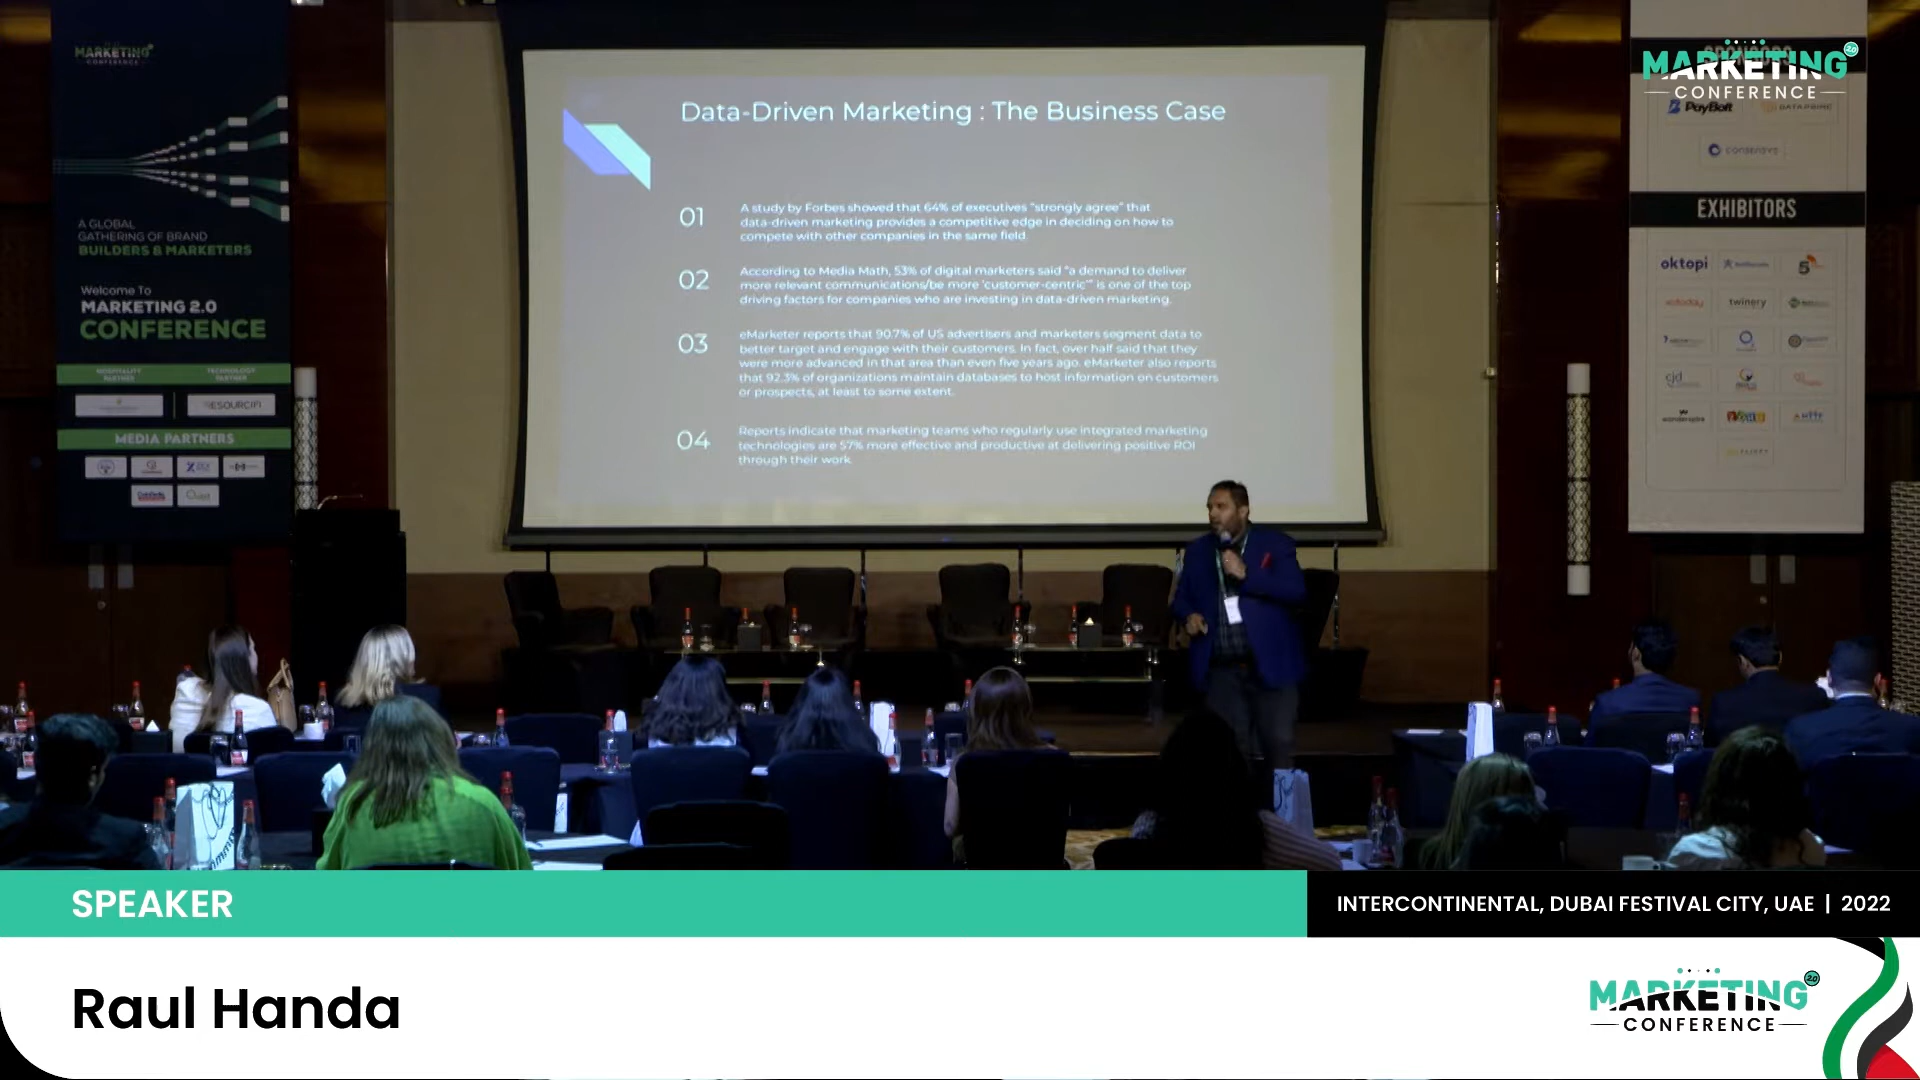 MARKETING
CONFERENCE
A GLOBAL
GATHERING OF BRAND
BUILDERS & MARKETERS
Welcome To
MARKETING 2.0
CONFERENCE
HOSPITALITY
PARTNER
TECHNOLOGY
PARTNER
RESOURCIFI
MEDIA PARTNERS
Data-Driven Marketing : The Business Case
01
A study by Forbes showed that 64% of executives "strongly agree" that
data-driven marketing provides a competitive edge in deciding on how to
compete with other companies in the same field.
02
According to Media Math, 53% of digital marketers said "a demand to deliver
more relevant communications/be more 'customer-centric'" is one of the top
driving factors for companies who are investing in data-driven marketing.
03
eMarketer reports that 90.7% of US advertisers and marketers segment data to
better target and engage with their customers. In fact, over half said that they
were more advanced in that area than even five years ago. eMarketer also reports
that 92.3% of organizations maintain databases to host information on customers
or prospects, at least to some extent.
04
Reports indicate that marketing teams who regularly use integrated marketing
technologies are 57% more effective and productive at delivering positive ROI
through their work.
MARKETING 2.0
CONFERENCE
PayBolt
EXHIBITORS
oktopi
twinery
cjd
SPEAKER
INTERCONTINENTAL, DUBAI FESTIVAL CITY, UAE | 2022
Raul Handa
MARKETING 2.0
CONFERENCE